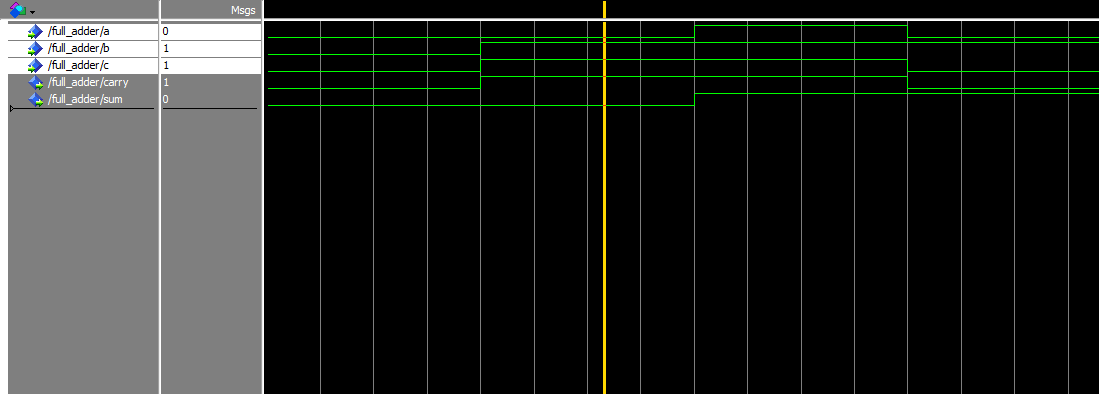 Msgs
/full_adder/a 0
/full_adder/b 1
/full_adder/c 1
/full_adder/carry 1
/full_adder/sum 0